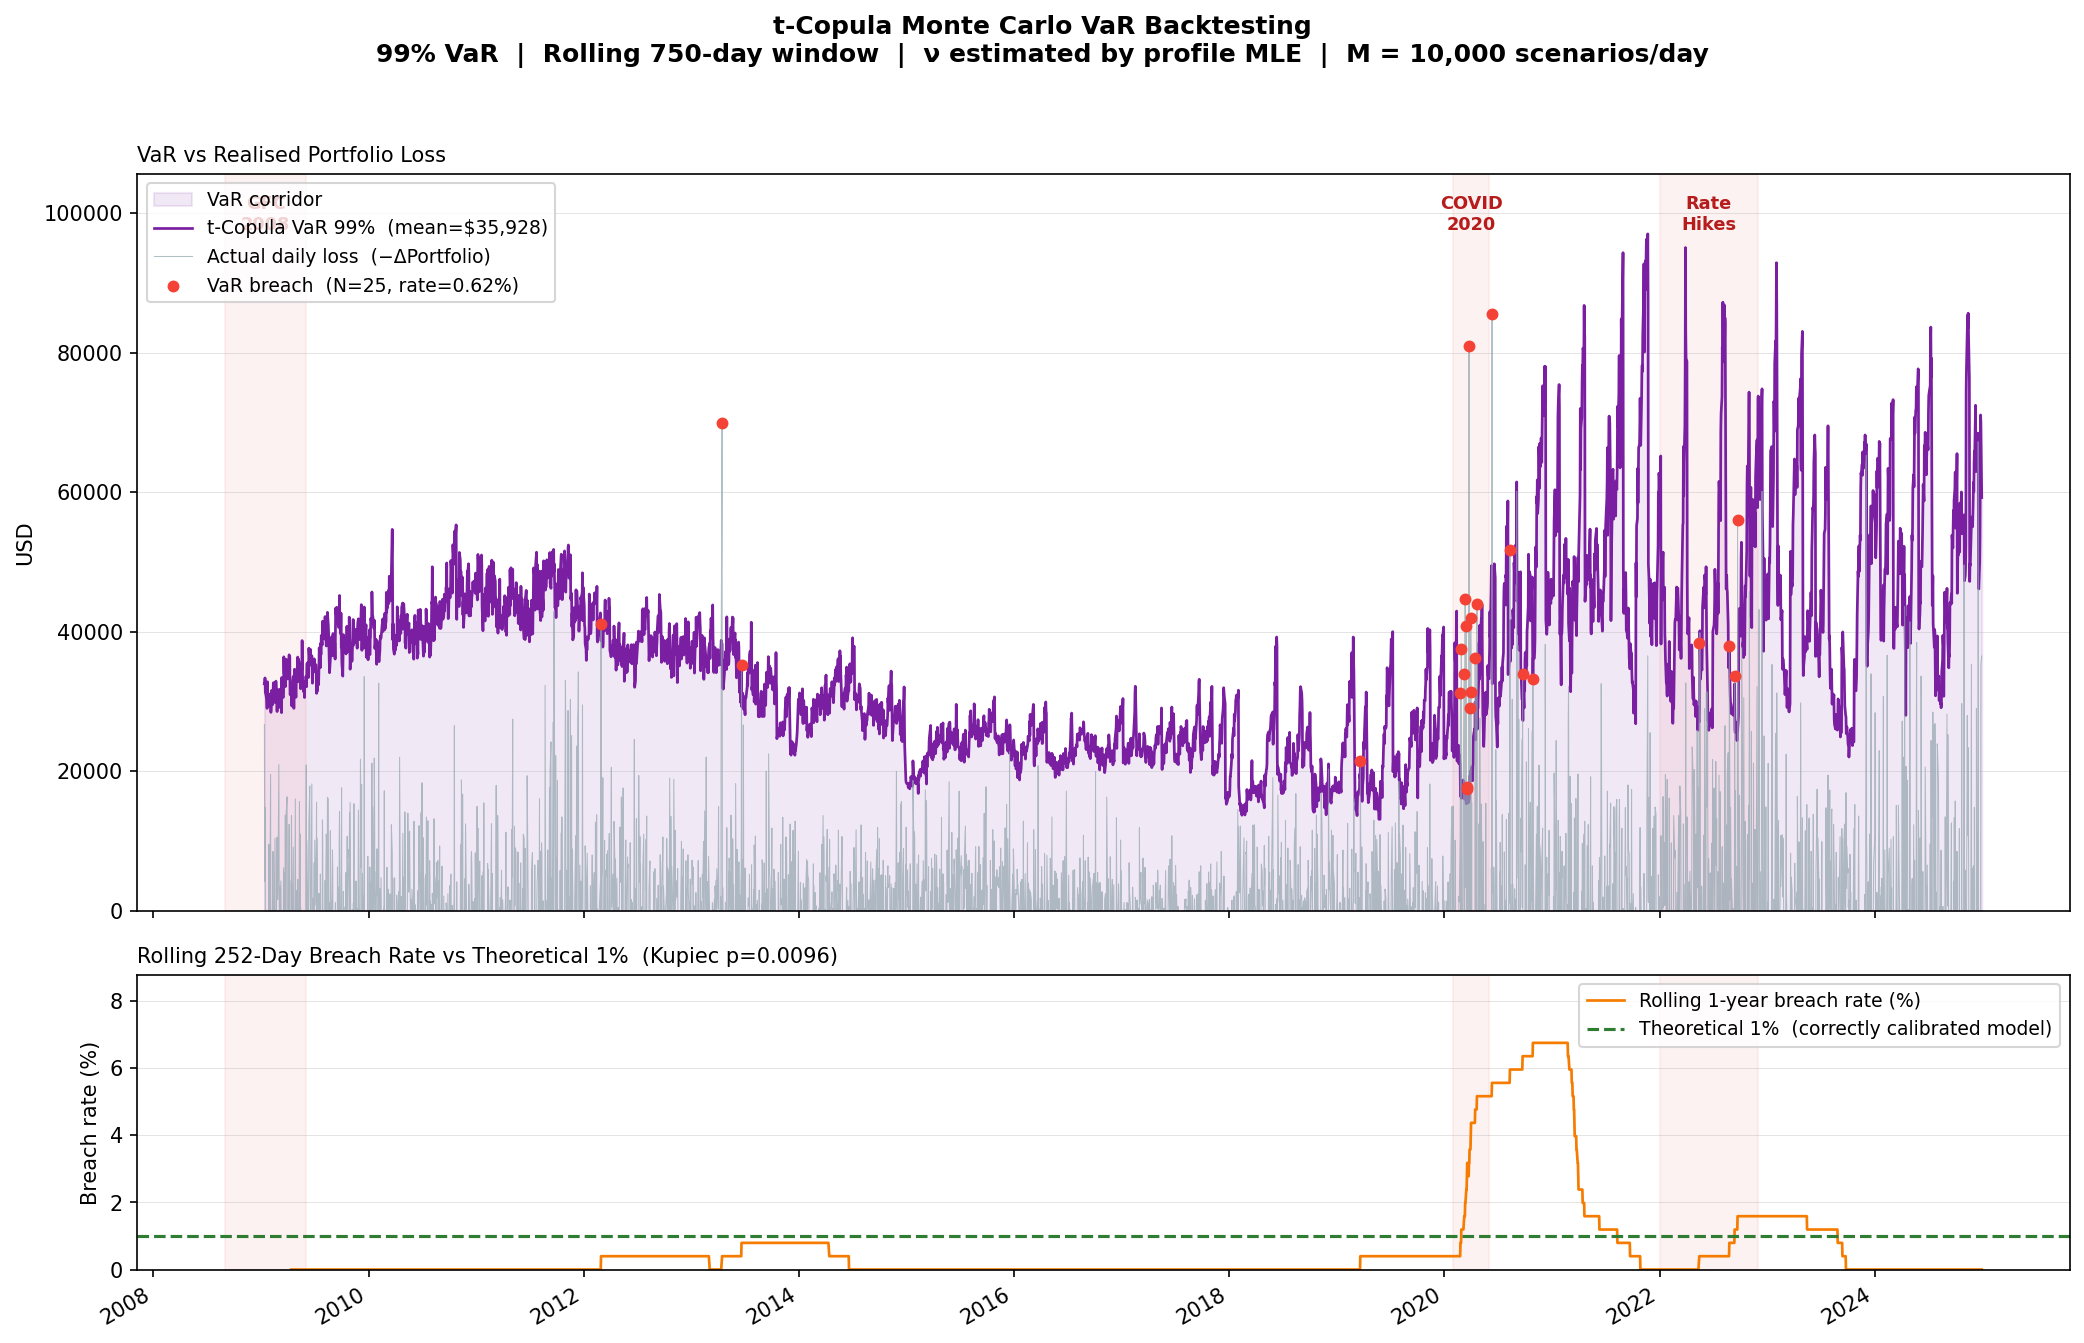 t-Copula Monte Carlo VaR Backtesting
99% VaR | Rolling 750-day window | ν estimated by profile MLE | M = 10,000 scenarios/day
VaR vs Realised Portfolio Loss
VaR corridor
t-Copula VaR 99% (mean=$35,928)
Actual daily loss (−ΔPortfolio)
VaR breach (N=25, rate=0.62%)
COVID
2020
Rate
Hikes
100000
80000
60000
40000
20000
0
USD
Rolling 252-Day Breach Rate vs Theoretical 1% (Kupiec p=0.0096)
Rolling 1-year breach rate (%)
Theoretical 1% (correctly calibrated model)
8
6
4
2
0
Breach rate (%)
2008
2010
2012
2014
2016
2018
2020
2022
2024